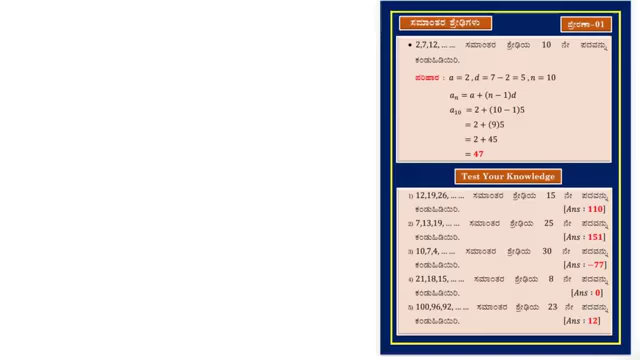 ಸಮಾಂತರ ಶ್ರೇಢಿಗಳು
ಪ್ರೇರಣಾ-01
• 2,7,12, …… ಸಮಾಂತರ ಶ್ರೇಢಿಯ 10 ನೇ ಪದವನ್ನು
ಕಂಡುಹಿಡಿಯಿರಿ.
ಪರಿಹಾರ : a = 2 , d = 7 − 2 = 5 , n = 10
aₙ = a + (n − 1)d
a₁₀ = 2 + (10 − 1)5
= 2 + (9)5
= 2 + 45
= 47
Test Your Knowledge
1) 12,19,26, …… ಸಮಾಂತರ ಶ್ರೇಢಿಯ 15 ನೇ ಪದವನ್ನು
ಕಂಡುಹಿಡಿಯಿರಿ. [Ans : 110]
2) 7,13,19, …… ಸಮಾಂತರ ಶ್ರೇಢಿಯ 25 ನೇ ಪದವನ್ನು
ಕಂಡುಹಿಡಿಯಿರಿ. [Ans : 151]
3) 10,7,4, …… ಸಮಾಂತರ ಶ್ರೇಢಿಯ 30 ನೇ ಪದವನ್ನು
ಕಂಡುಹಿಡಿಯಿರಿ. [Ans : −77]
4) 21,18,15, …… ಸಮಾಂತರ ಶ್ರೇಢಿಯ 8 ನೇ ಪದವನ್ನು
ಕಂಡುಹಿಡಿಯಿರಿ. [Ans : 0]
5) 100,96,92, …… ಸಮಾಂತರ ಶ್ರೇಢಿಯ 23 ನೇ ಪದವನ್ನು
ಕಂಡುಹಿಡಿಯಿರಿ. [Ans : 12]